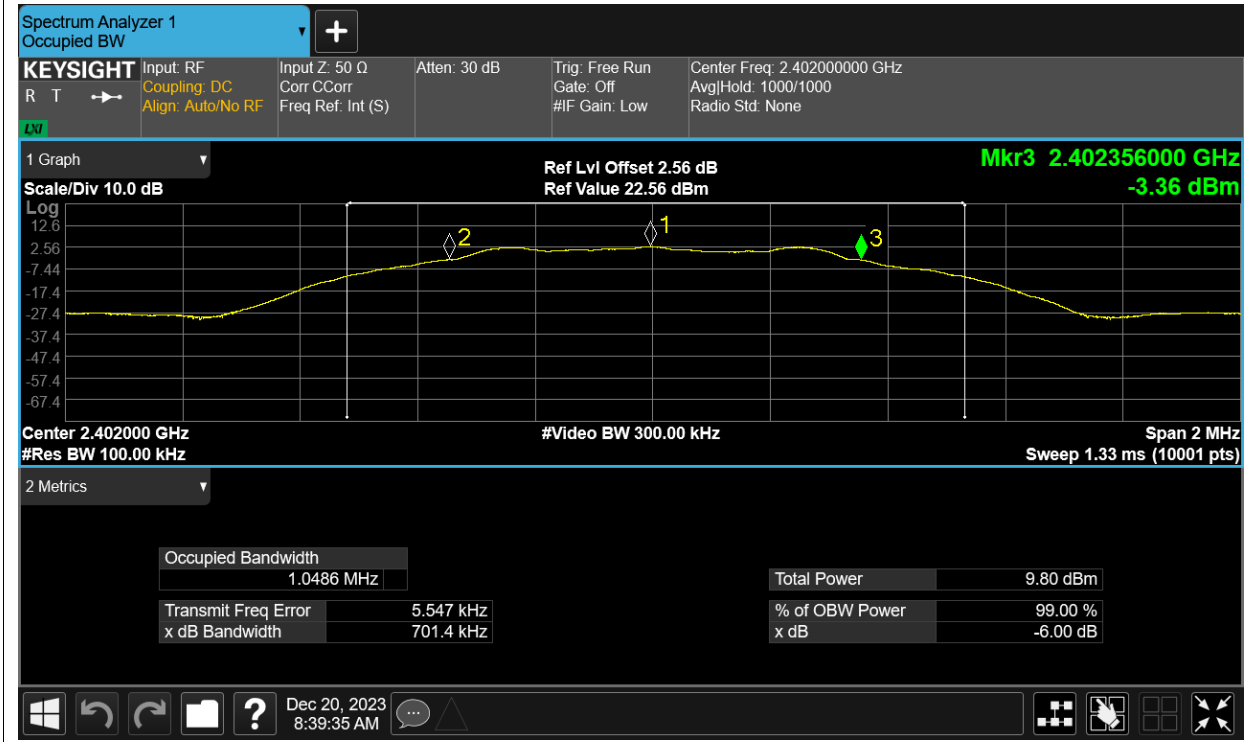 Spectrum Analyzer 1
Occupied BW
KEYSIGHT
R T
LXI
Input: RF
Coupling: DC
Align: Auto/No RF
Input Z: 50 Ω
Corr CCorr
Freq Ref: Int (S)
Atten: 30 dB
Trig: Free Run
Gate: Off
#IF Gain: Low
Center Freq: 2.402000000 GHz
Avg|Hold: 1000/1000
Radio Std: None
1 Graph
Scale/Div 10.0 dB
Ref Lvl Offset 2.56 dB
Ref Value 22.56 dBm
Mkr3 2.402356000 GHz
-3.36 dBm
Log
12.6
2.56
-7.44
-17.4
-27.4
-37.4
-47.4
-57.4
-67.4
2
1
3
Center 2.402000 GHz
#Video BW 300.00 kHz
Span 2 MHz
#Res BW 100.00 kHz
Sweep 1.33 ms (10001 pts)
2 Metrics
Occupied Bandwidth
1.0486 MHz
Transmit Freq Error 5.547 kHz
x dB Bandwidth 701.4 kHz
Total Power 9.80 dBm
% of OBW Power 99.00 %
x dB -6.00 dB
?
Dec 20, 2023
8:39:35 AM